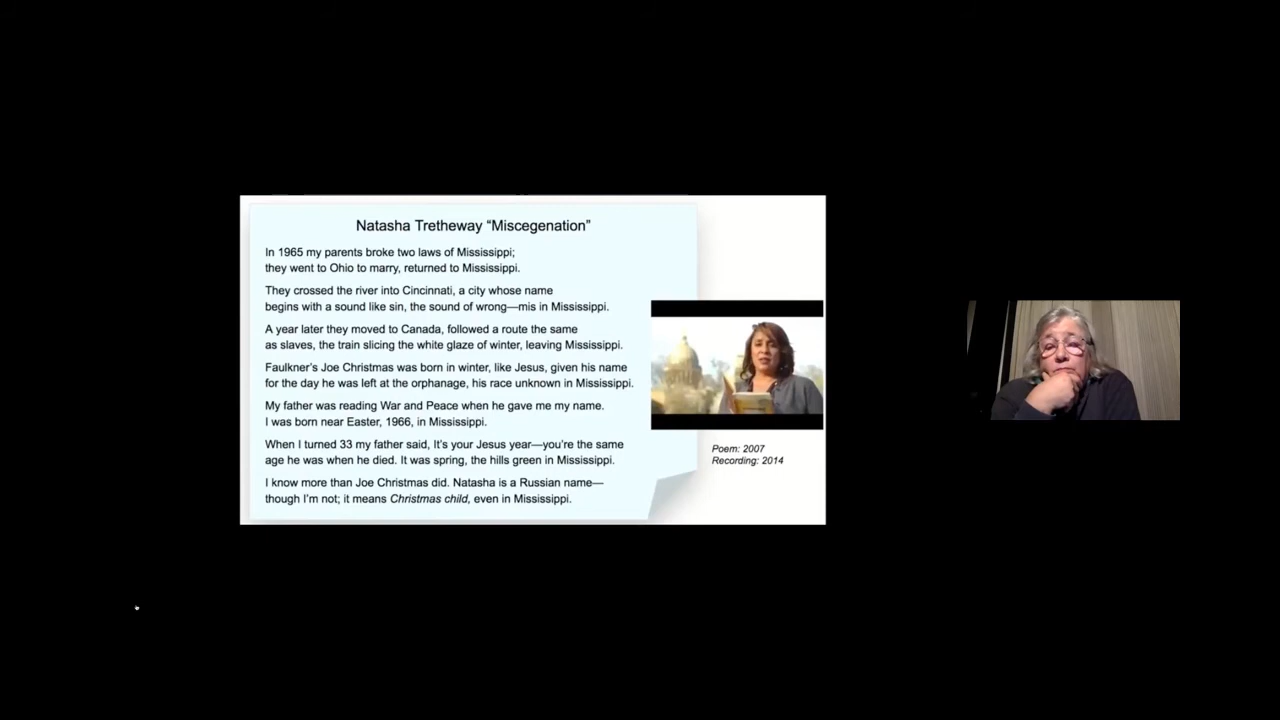 Natasha Tretheway “Miscegenation”
In 1965 my parents broke two laws of Mississippi;
they went to Ohio to marry, returned to Mississippi.
They crossed the river into Cincinnati, a city whose name
begins with a sound like sin, the sound of wrong—mis in Mississippi.
A year later they moved to Canada, followed a route the same
as slaves, the train slicing the white glaze of winter, leaving Mississippi.
Faulkner’s Joe Christmas was born in winter, like Jesus, given his name
for the day he was left at the orphanage, his race unknown in Mississippi.
My father was reading War and Peace when he gave me my name.
I was born near Easter, 1966, in Mississippi.
When I turned 33 my father said, It’s your Jesus year—you’re the same
age he was when he died. It was spring, the hills green in Mississippi.
I know more than Joe Christmas did. Natasha is a Russian name—
though I’m not; it means Christmas child, even in Mississippi.
Poem: 2007
Recording: 2014